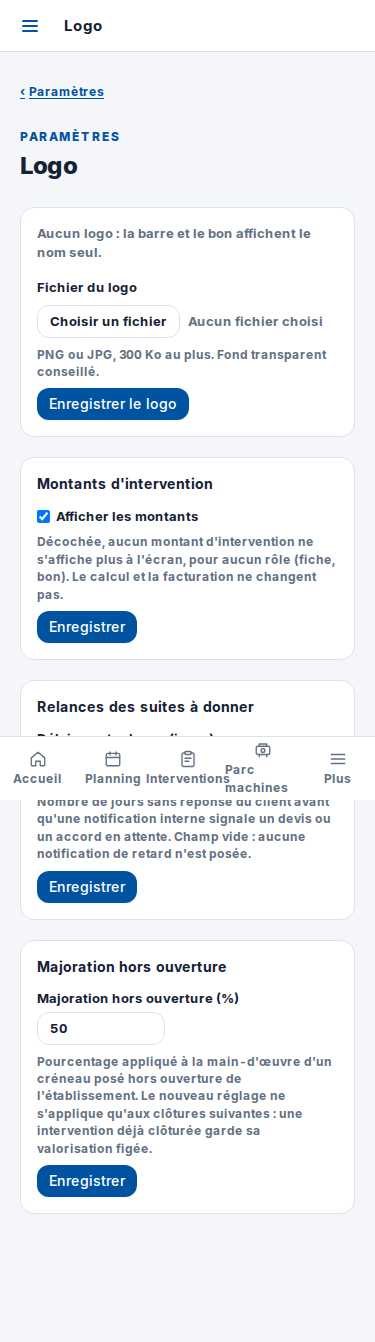 Logo
‹ Paramètres
PARAMÈTRES
Logo
Aucun logo : la barre et le bon affichent le
nom seul.
Fichier du logo
Choisir un fichier Aucun fichier choisi
PNG ou JPG, 300 Ko au plus. Fond transparent
conseillé.
Enregistrer le logo
Montants d'intervention
Afficher les montants
Décochée, aucun montant d'intervention ne
s'affiche plus à l'écran, pour aucun rôle (fiche,
bon). Le calcul et la facturation ne changent
pas.
Enregistrer
Relances des suites à donner
Accueil Planning Interventions Parc
machines Plus
Nombre de jours sans réponse du client avant
qu'une notification interne signale un devis ou
un accord en attente. Champ vide : aucune
notification de retard n'est posée.
Enregistrer
Majoration hors ouverture
Majoration hors ouverture (%)
50
Pourcentage appliqué à la main-d'œuvre d'un
créneau posé hors ouverture de
l'établissement. Le nouveau réglage ne
s'applique qu'aux clôtures suivantes : une
intervention déjà clôturée garde sa
valorisation figée.
Enregistrer